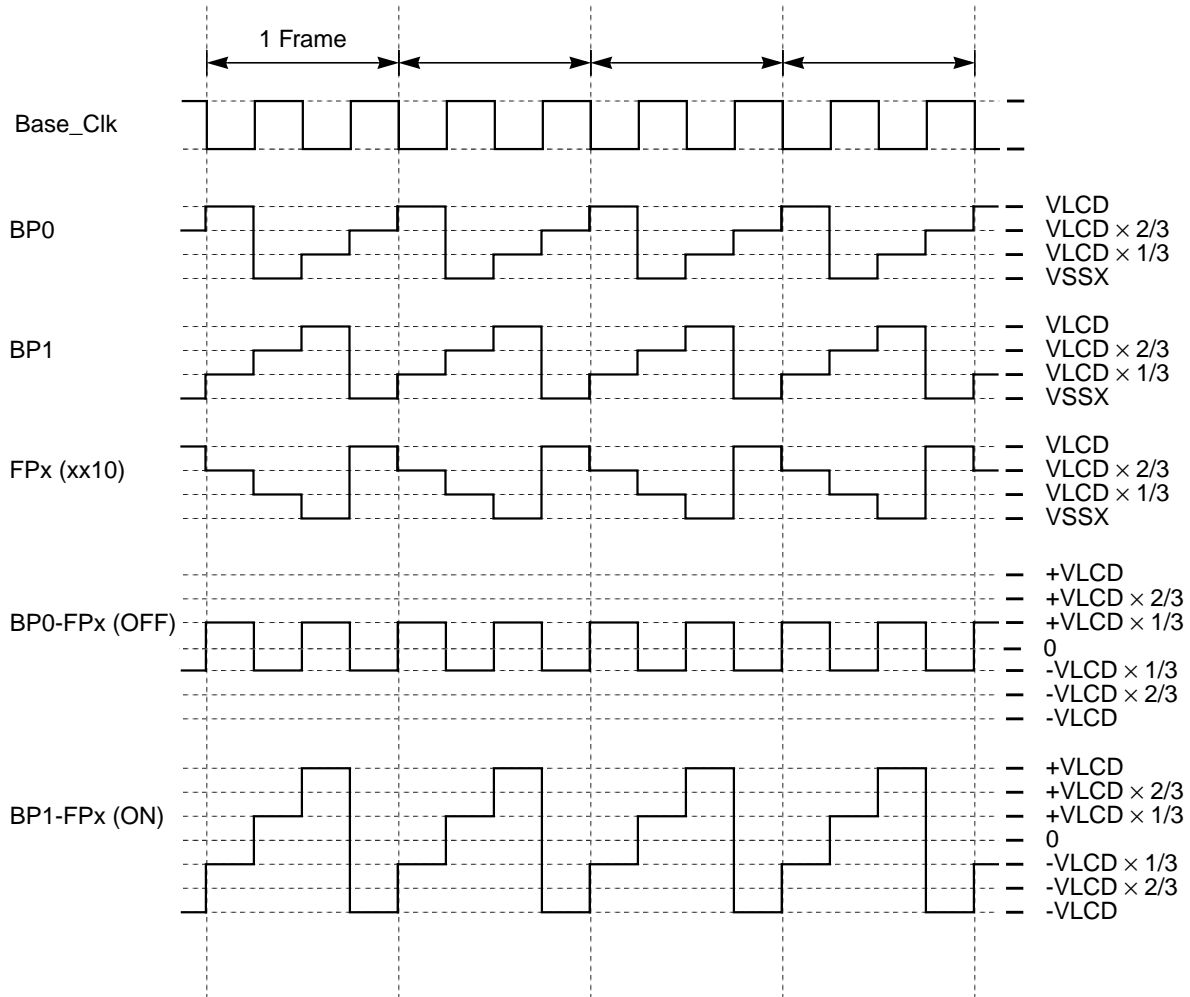 1 Frame
Base_Clk
BP0
VLCD
VLCD × 2/3
VLCD × 1/3
VSSX
BP1
VLCD
VLCD × 2/3
VLCD × 1/3
VSSX
FPx (xx10)
VLCD
VLCD × 2/3
VLCD × 1/3
VSSX
BP0-FPx (OFF)
+VLCD
+VLCD × 2/3
+VLCD × 1/3
0
-VLCD × 1/3
-VLCD × 2/3
-VLCD
BP1-FPx (ON)
+VLCD
+VLCD × 2/3
+VLCD × 1/3
0
-VLCD × 1/3
-VLCD × 2/3
-VLCD